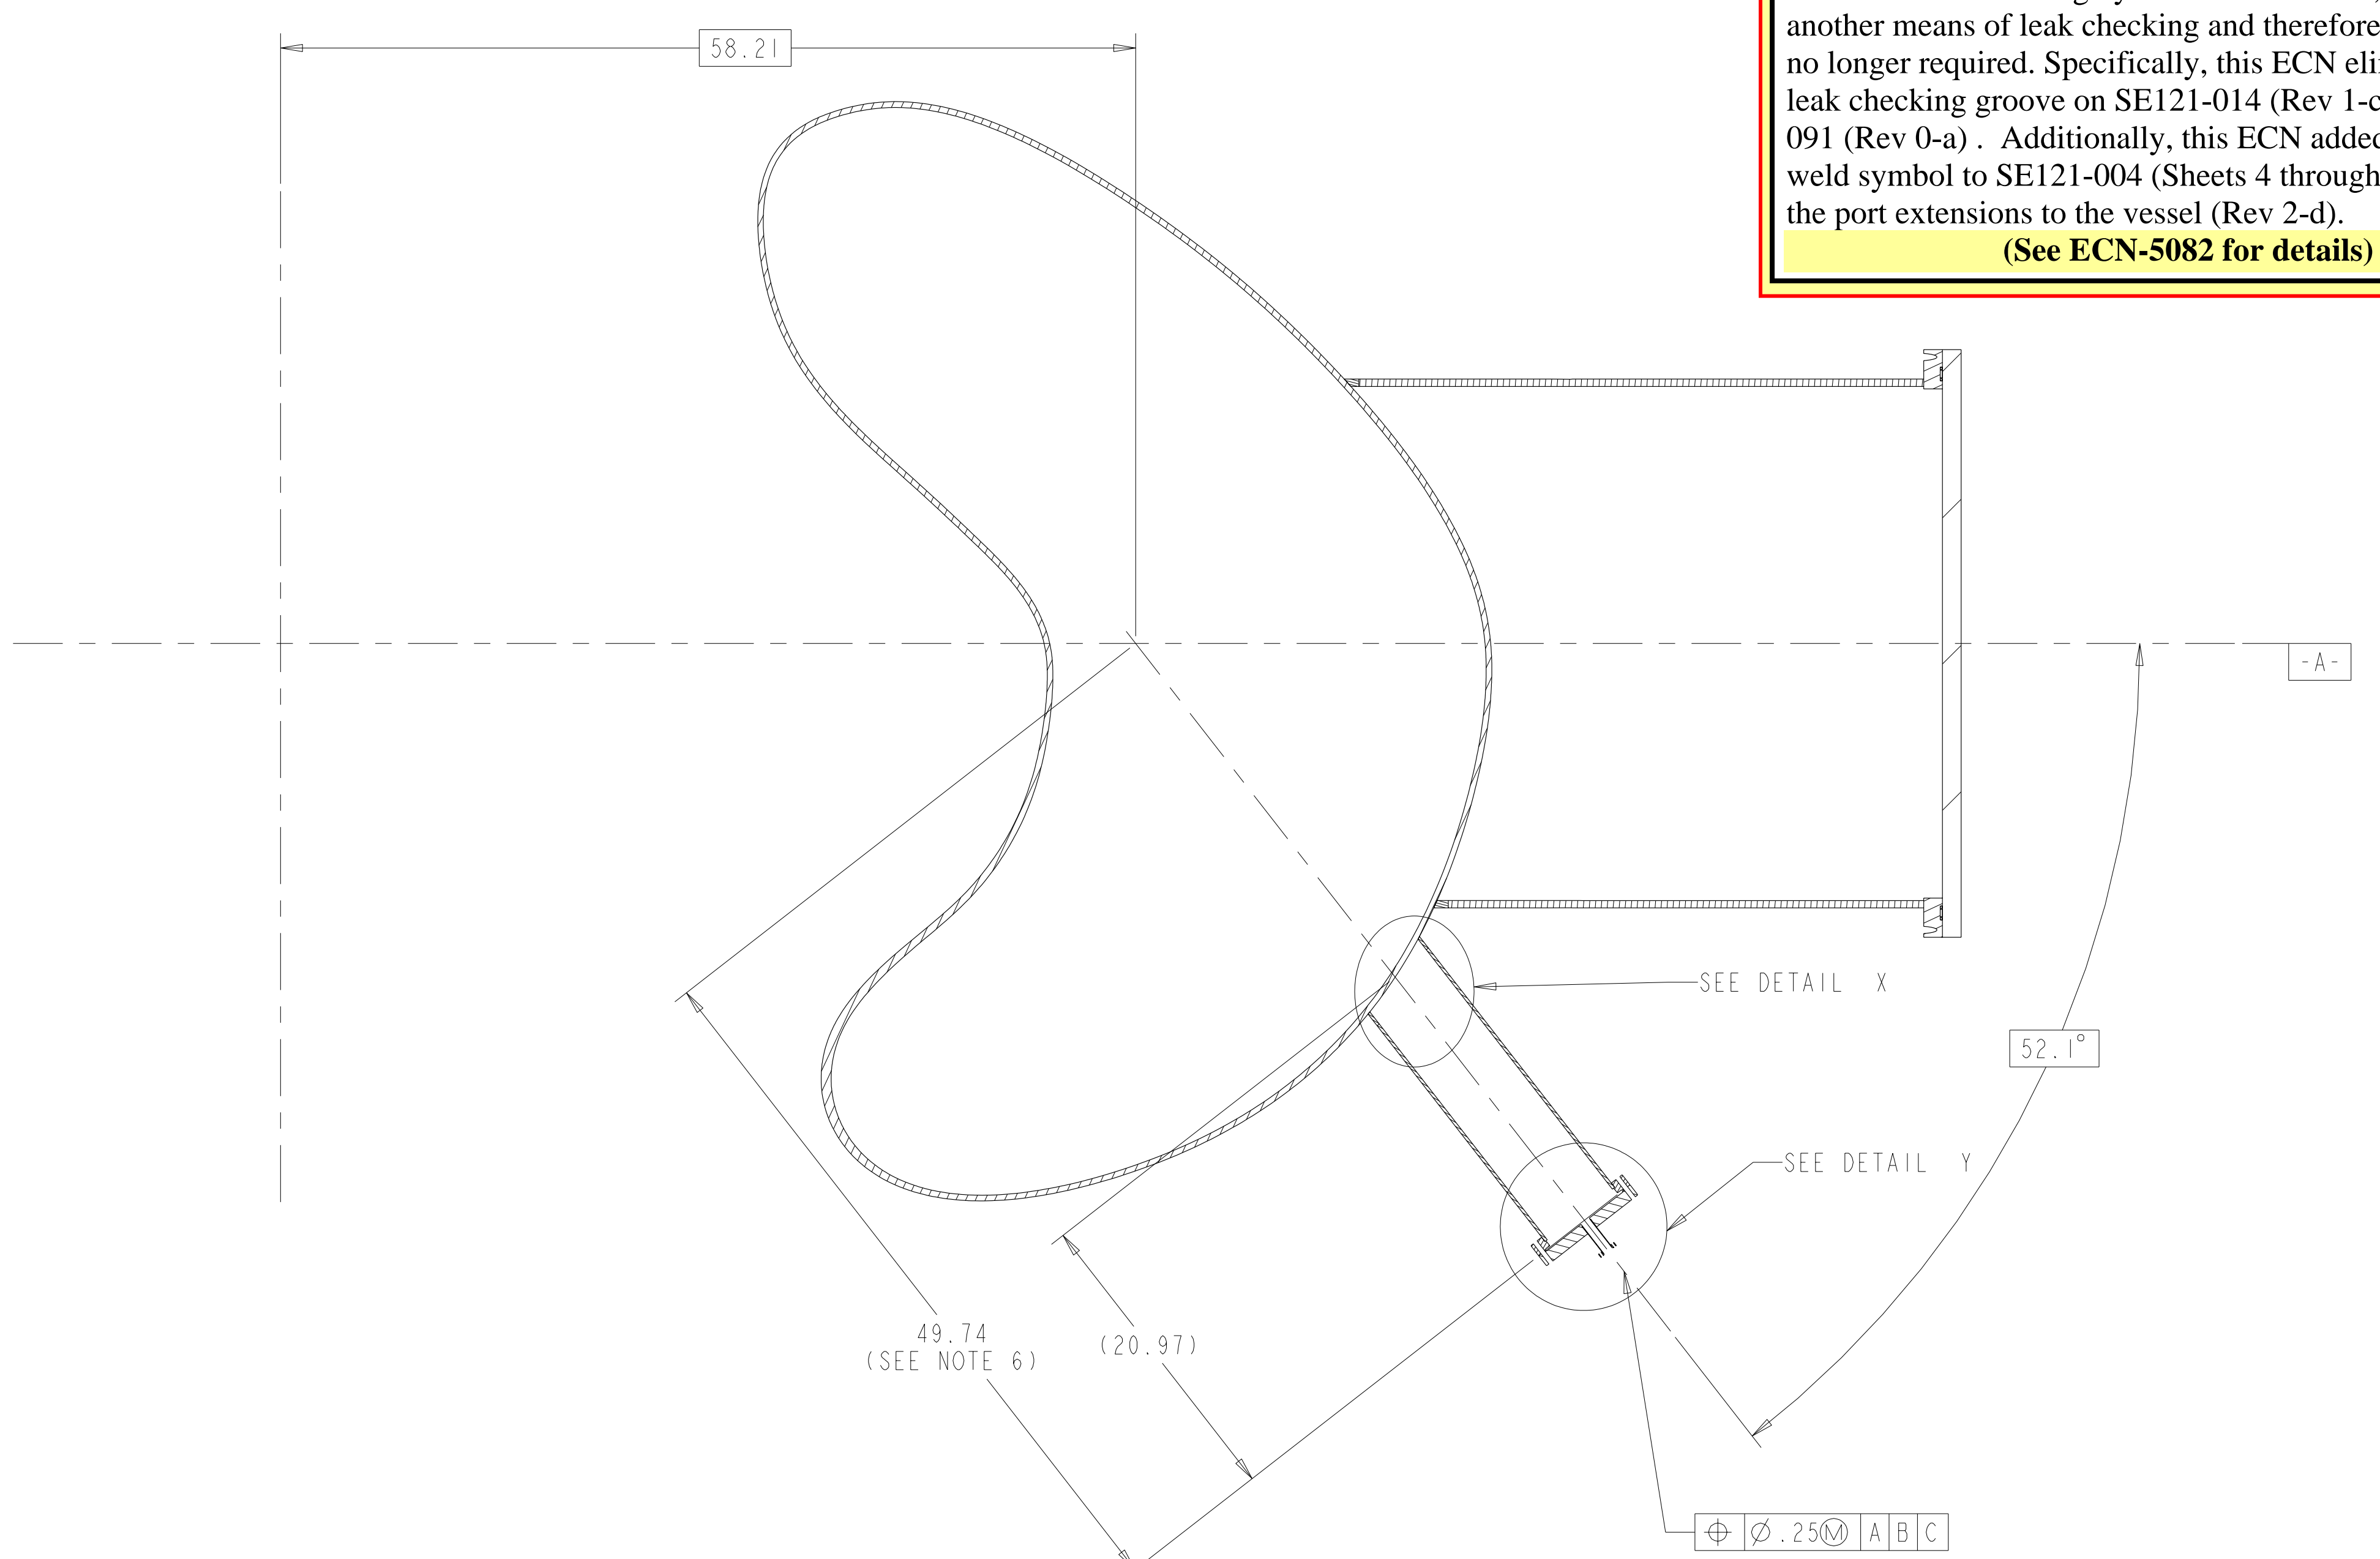 another means of leak checking and therefore
no longer required. Specifically, this ECN
leak checking groove on SE121-014 (Rev
091 (Rev 0-a) . Additionally, this ECN added
weld symbol to SE121-004 (Sheets 4 through
the port extensions to the vessel (Rev 2-d).
(See ECN-5082 for details)
58.21
-A-
SEE DETAIL X
52.1°
SEE DETAIL Y
49.74
(SEE NOTE 6)
(20.97)
⌖ ⌀.25Ⓜ A B C